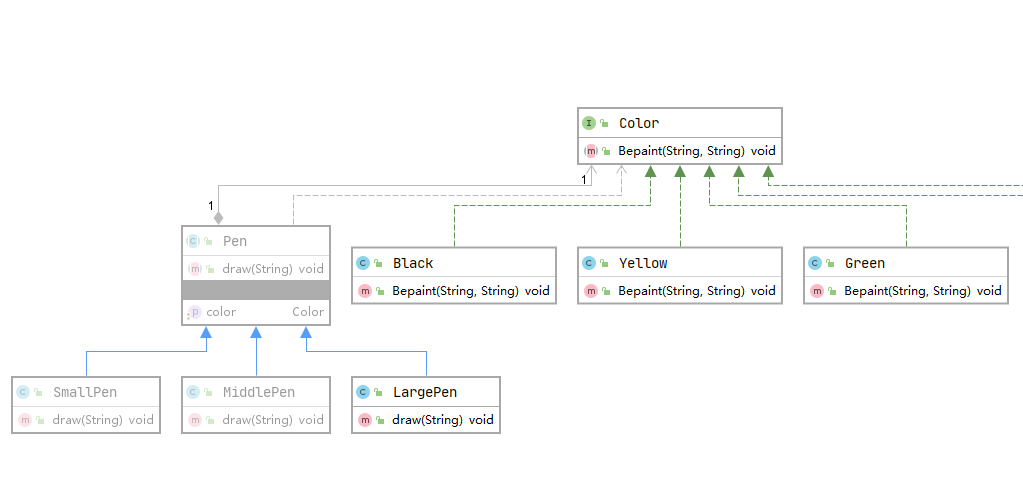 Color
Bepaint(String, String) void
1
1
Pen
draw(String) void
color Color
Black
Bepaint(String, String) void
Yellow
Bepaint(String, String) void
Green
Bepaint(String, String) void
SmallPen
draw(String) void
MiddlePen
draw(String) void
LargePen
draw(String) void